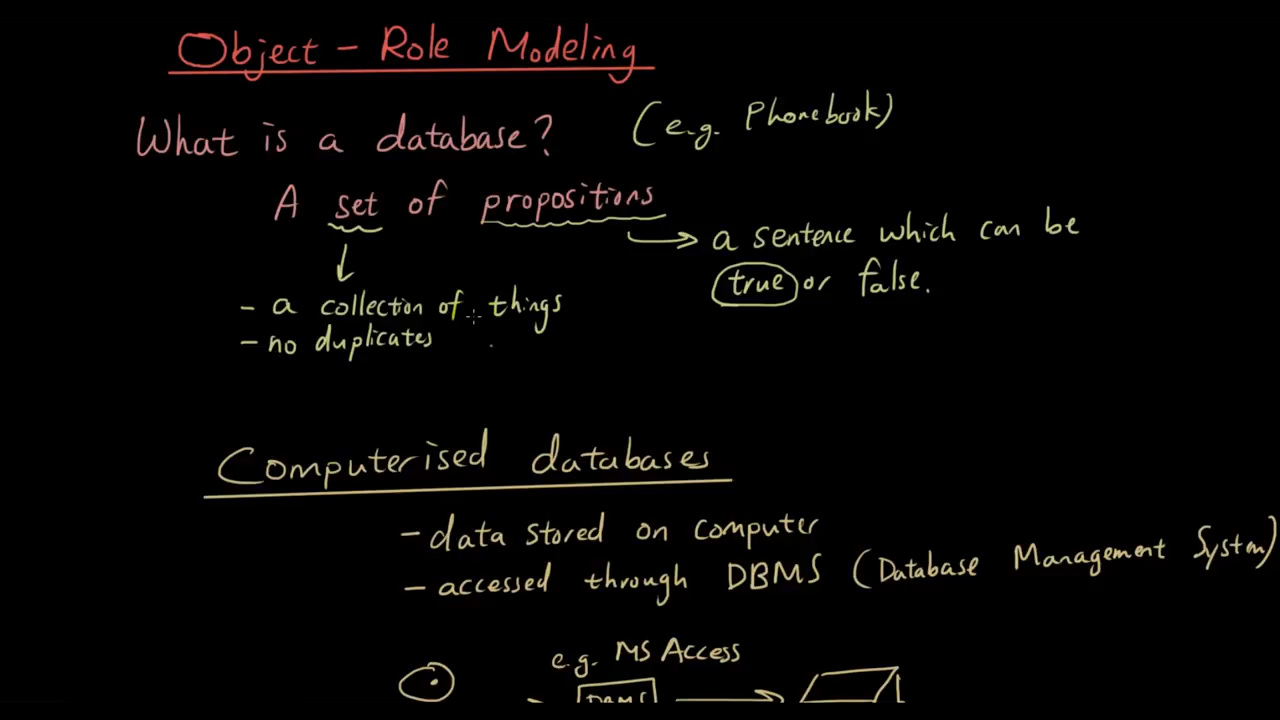 Object - Role Modeling
What is a database? (e.g. Phonebook)
A set of propositions
→ a sentence which can be
true or false.
- a collection of things
- no duplicates
Computerised databases
- data stored on computer
- accessed through DBMS (Database Management System)
e.g. MS Access
DBMS